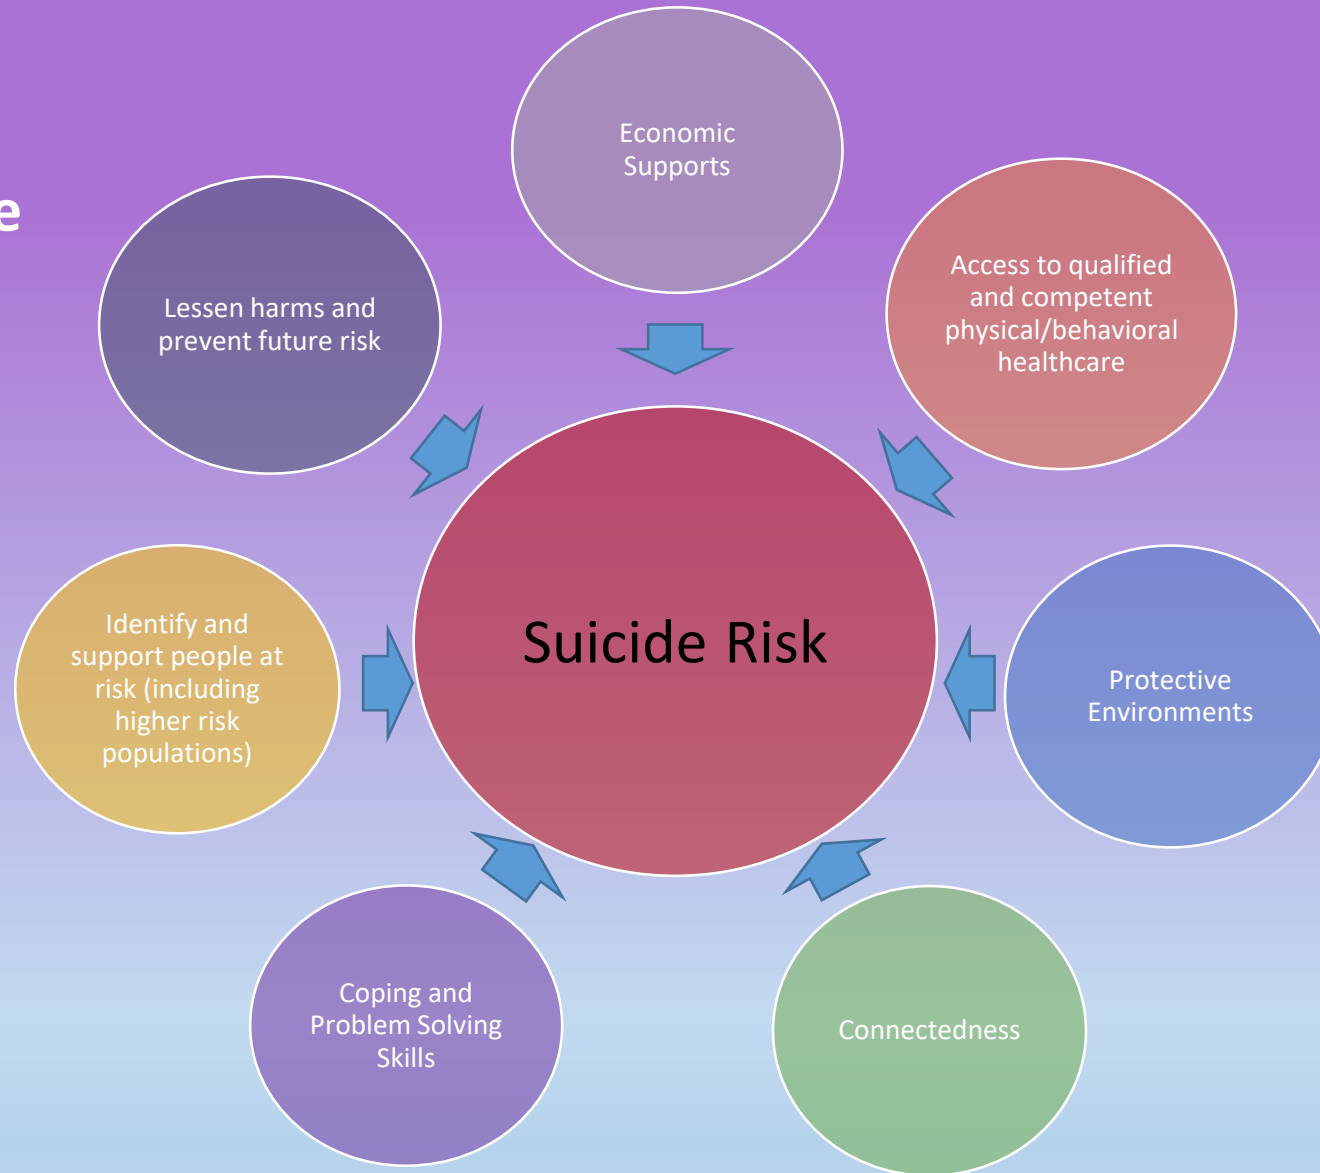 Economic
Supports
e
Lessen harms and
prevent future risk
Access to qualified
and competent
physical/behavioral
healthcare
Suicide Risk
Identify and
support people at
risk (including
higher risk
populations)
Protective
Environments
Coping and
Problem Solving
Skills
Connectedness